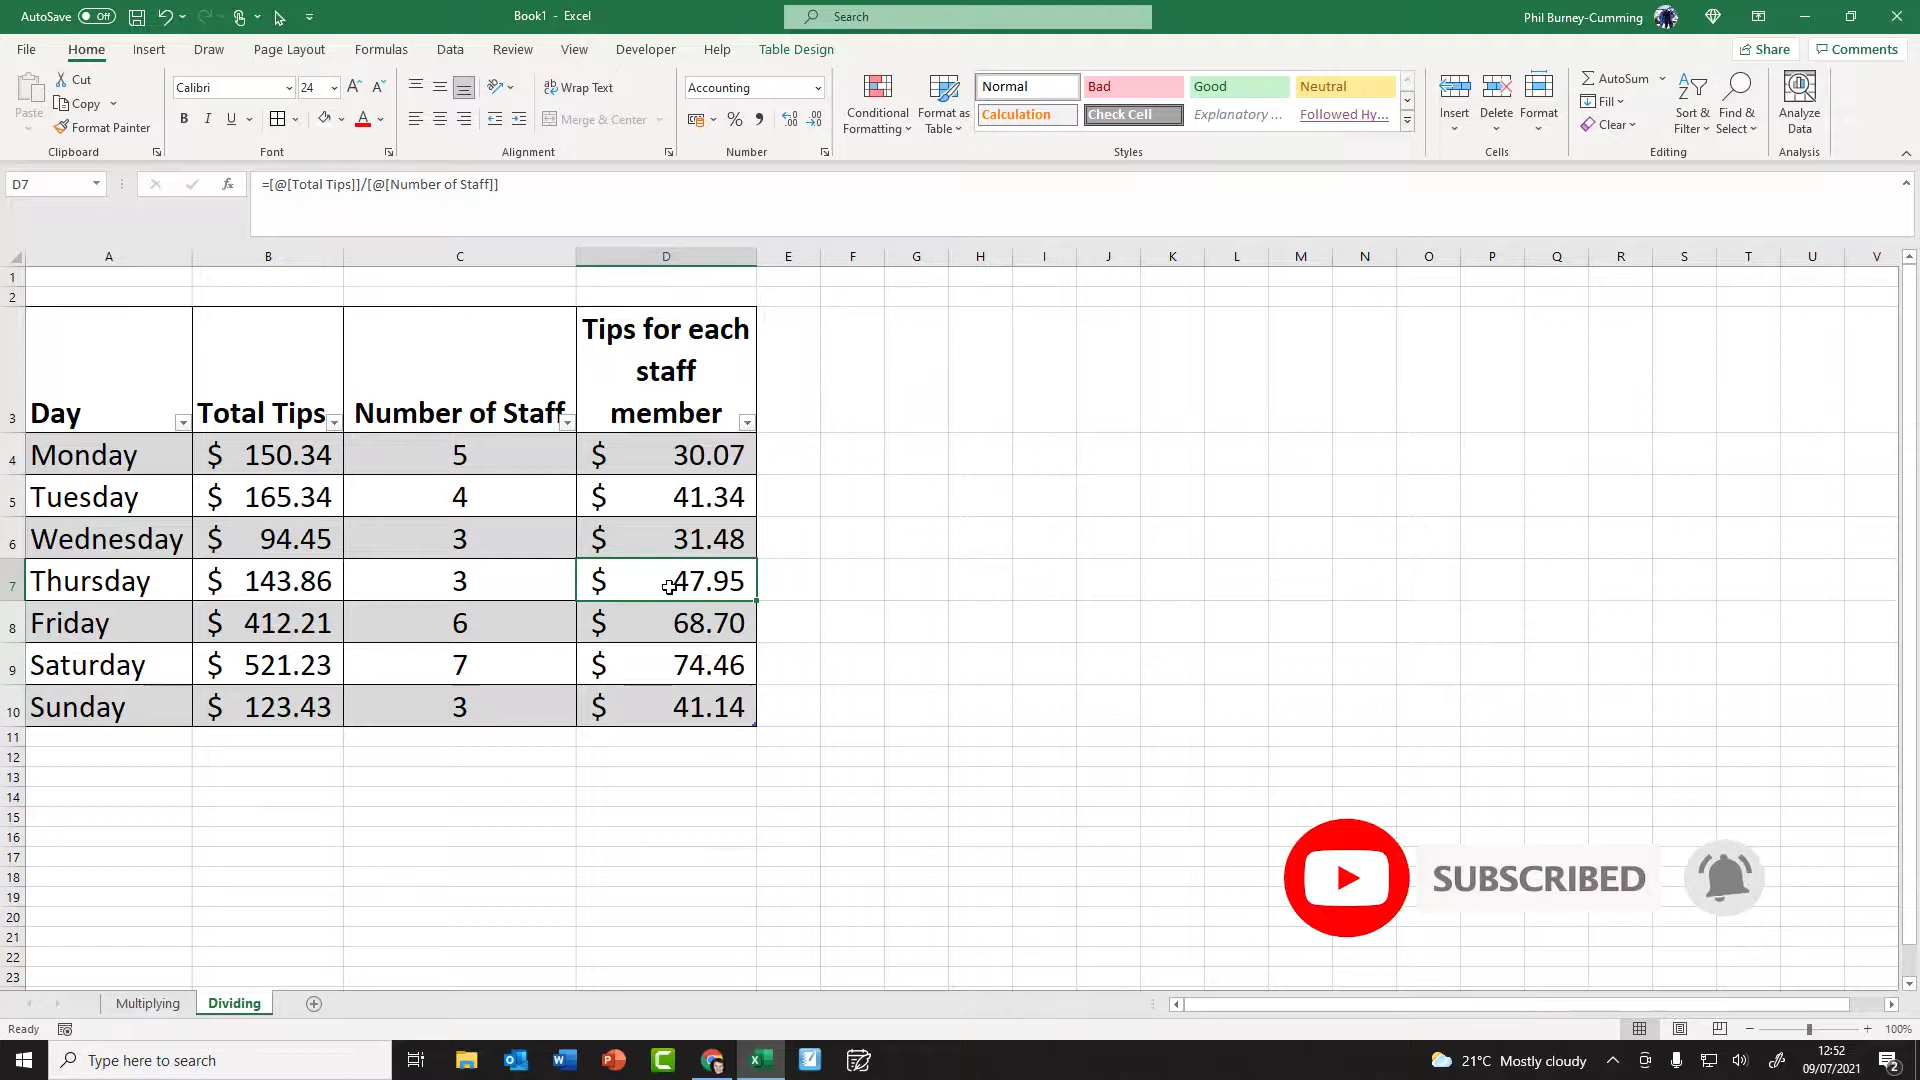 AutoSave Off Book1 - Excel Search Phil Burney-Cumming
File Home Insert Draw Page Layout Formulas Data Review View Developer Help Table Design Share Comments
Cut
Copy
Format Painter
Paste
Clipboard
Calibri 24
B I U
Font
Wrap Text
Merge & Center
Alignment
Accounting
Number
Conditional Formatting
Format as Table
Normal Bad Good Neutral
Calculation Check Cell Explanatory ... Followed Hy...
Styles
Insert Delete Format
Cells
AutoSum
Fill
Clear
Sort & Filter
Find & Select
Editing
Analyze Data
Analysis
D7 fx =[@[Total Tips]]/[@[Number of Staff]]
A B C D E F G H I J K L M N O P Q R S T U V
1
2
3 Day Total Tips Number of Staff Tips for each staff member
4 Monday $ 150.34 5 $ 30.07
5 Tuesday $ 165.34 4 $ 41.34
6 Wednesday $ 94.45 3 $ 31.48
7 Thursday $ 143.86 3 $ 47.95
8 Friday $ 412.21 6 $ 68.70
9 Saturday $ 521.23 7 $ 74.46
10 Sunday $ 123.43 3 $ 41.14
11
12
13
14
15
16
17
18
19
20
21
22
23
SUBSCRIBED
Multiplying Dividing
Ready 100%
Type here to search 21°C Mostly cloudy 12:52
09/07/2021 2